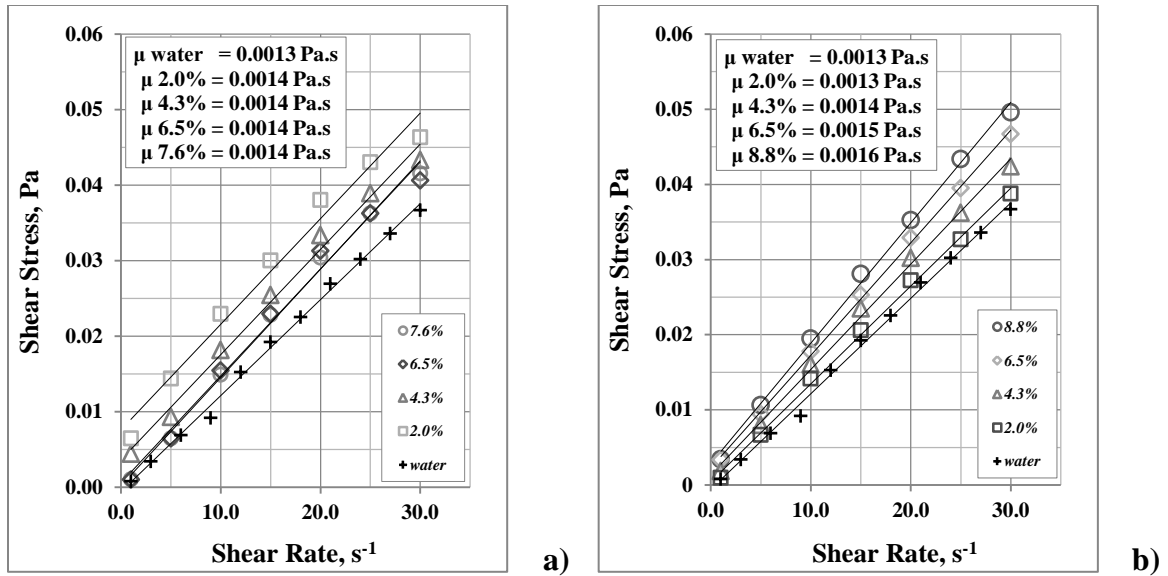 μ water = 0.0013 Pa.s
μ 2.0% = 0.0014 Pa.s
μ 4.3% = 0.0014 Pa.s
μ 6.5% = 0.0014 Pa.s
μ 7.6% = 0.0014 Pa.s
0.06
0.05
0.04
0.03
0.02
0.01
0.00
Shear Stress, Pa
7.6%
6.5%
4.3%
2.0%
water
0.0 10.0 20.0 30.0
Shear Rate, s⁻¹
a)
μ water = 0.0013 Pa.s
μ 2.0% = 0.0013 Pa.s
μ 4.3% = 0.0014 Pa.s
μ 6.5% = 0.0015 Pa.s
μ 8.8% = 0.0016 Pa.s
0.06
0.05
0.04
0.03
0.02
0.01
0
Shear Stress, Pa
8.8%
6.5%
4.3%
2.0%
water
0.0 10.0 20.0 30.0
Shear Rate, s⁻¹
b)